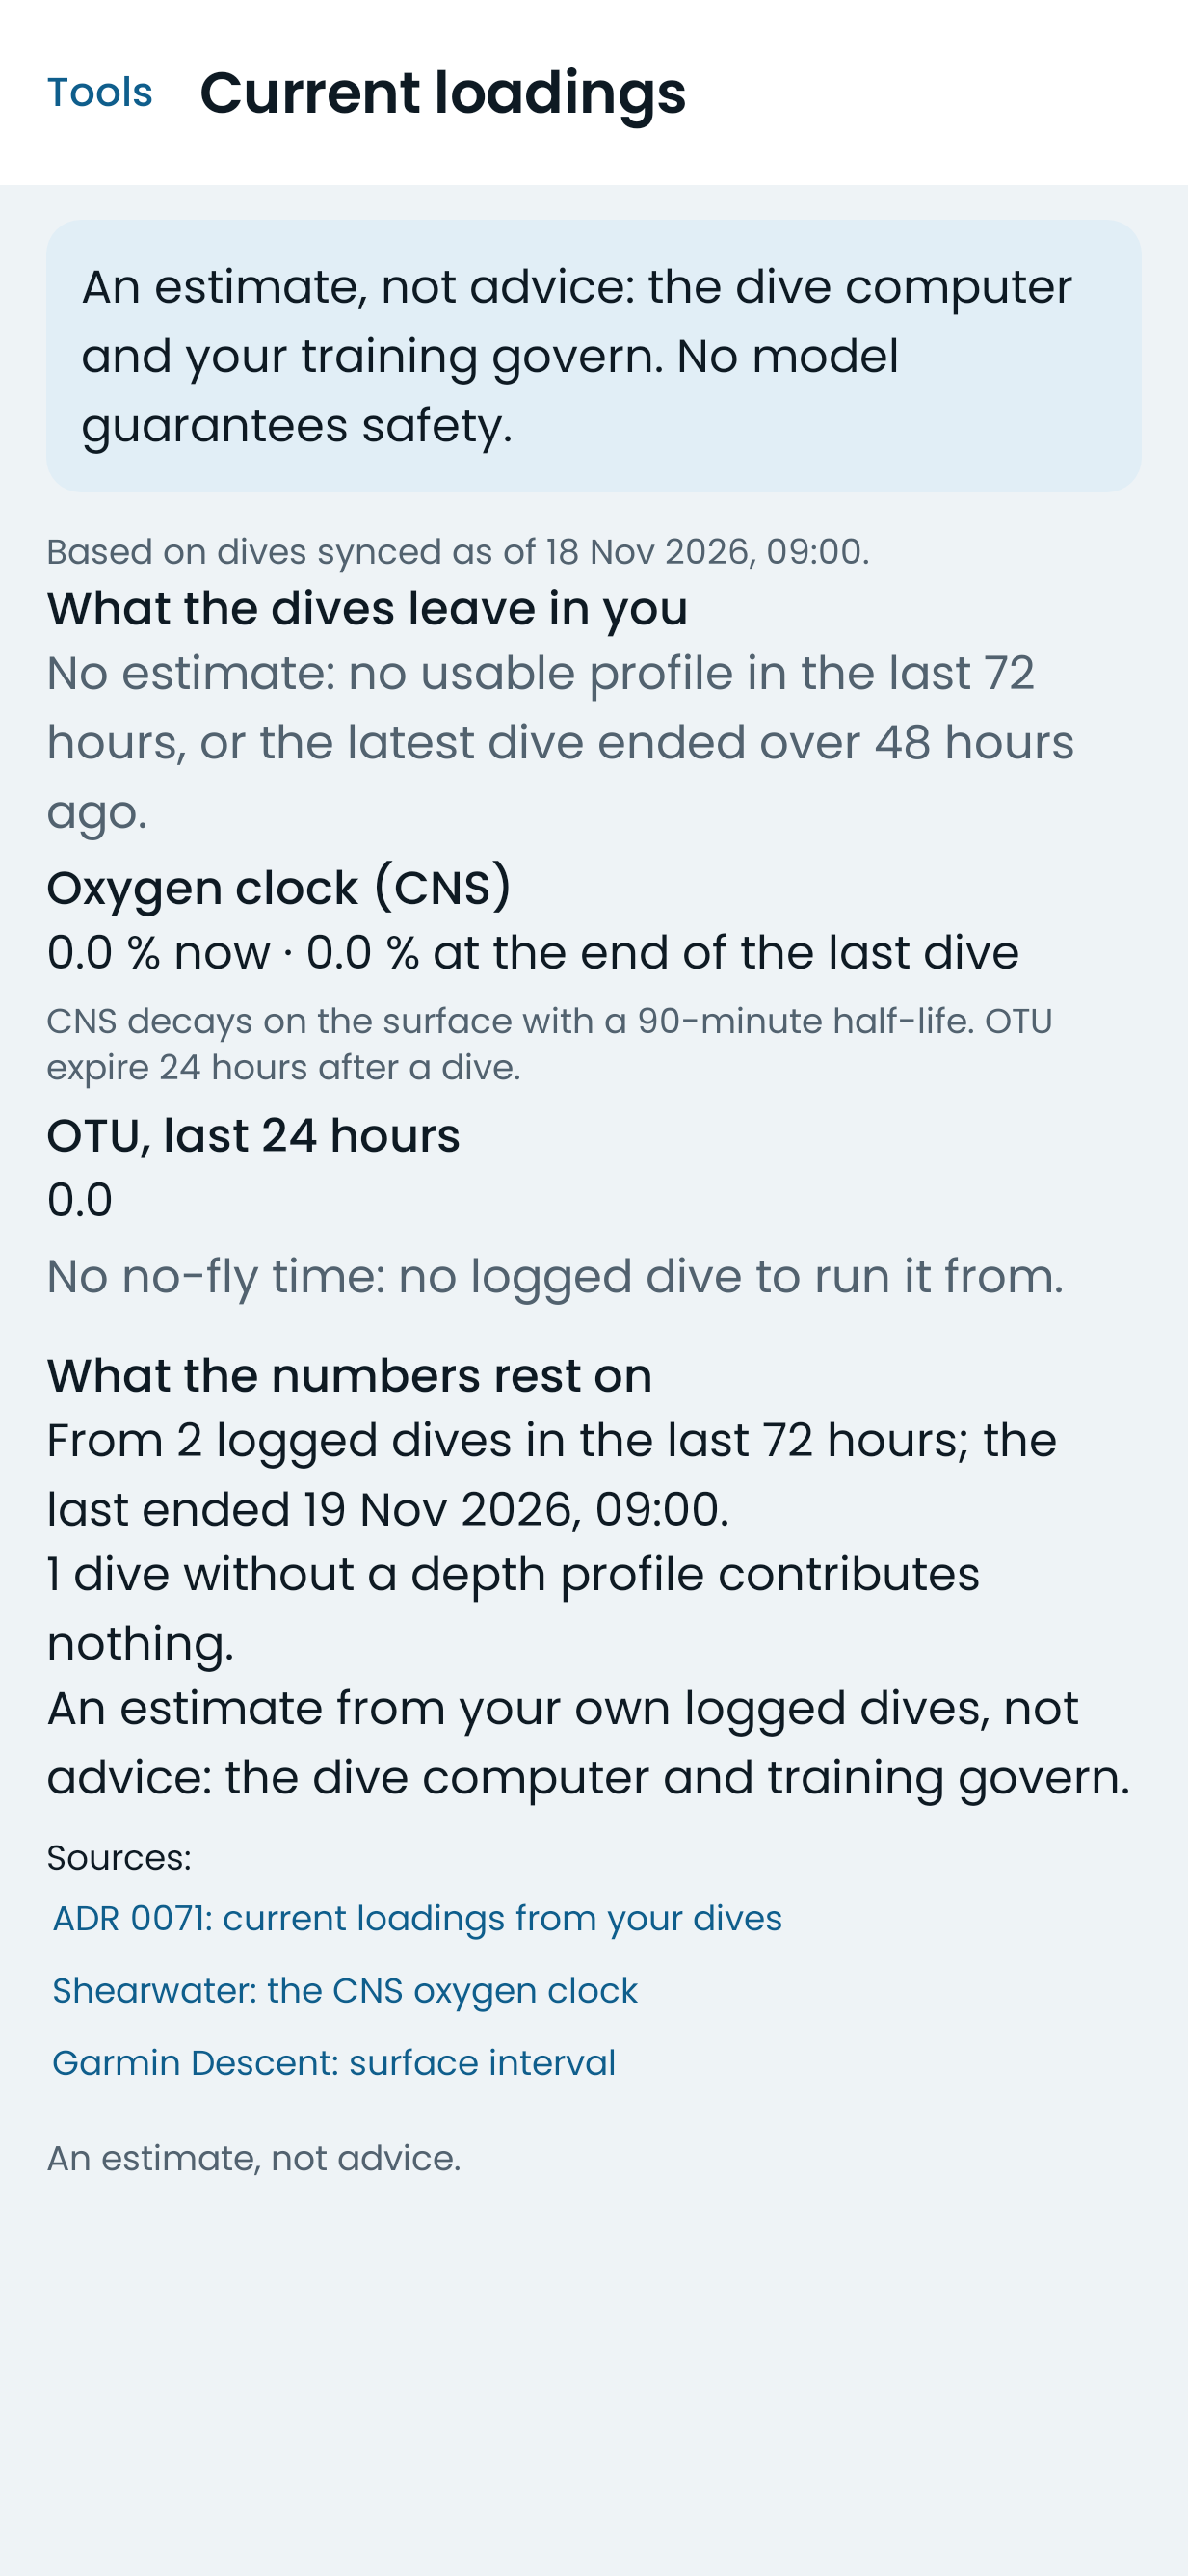 Tools
Current loadings
An estimate, not advice: the dive computer
and your training govern. No model
guarantees safety.
Based on dives synced as of 18 Nov 2026, 09:00.
What the dives leave in you
No estimate: no usable profile in the last 72
hours, or the latest dive ended over 48 hours
ago.
Oxygen clock (CNS)
0.0 % now · 0.0 % at the end of the last dive
CNS decays on the surface with a 90-minute half-life. OTU
expire 24 hours after a dive.
OTU, last 24 hours
0.0
No no-fly time: no logged dive to run it from.
What the numbers rest on
From 2 logged dives in the last 72 hours; the
last ended 19 Nov 2026, 09:00.
1 dive without a depth profile contributes
nothing.
An estimate from your own logged dives, not
advice: the dive computer and training govern.
Sources:
ADR 0071: current loadings from your dives
Shearwater: the CNS oxygen clock
Garmin Descent: surface interval
An estimate, not advice.